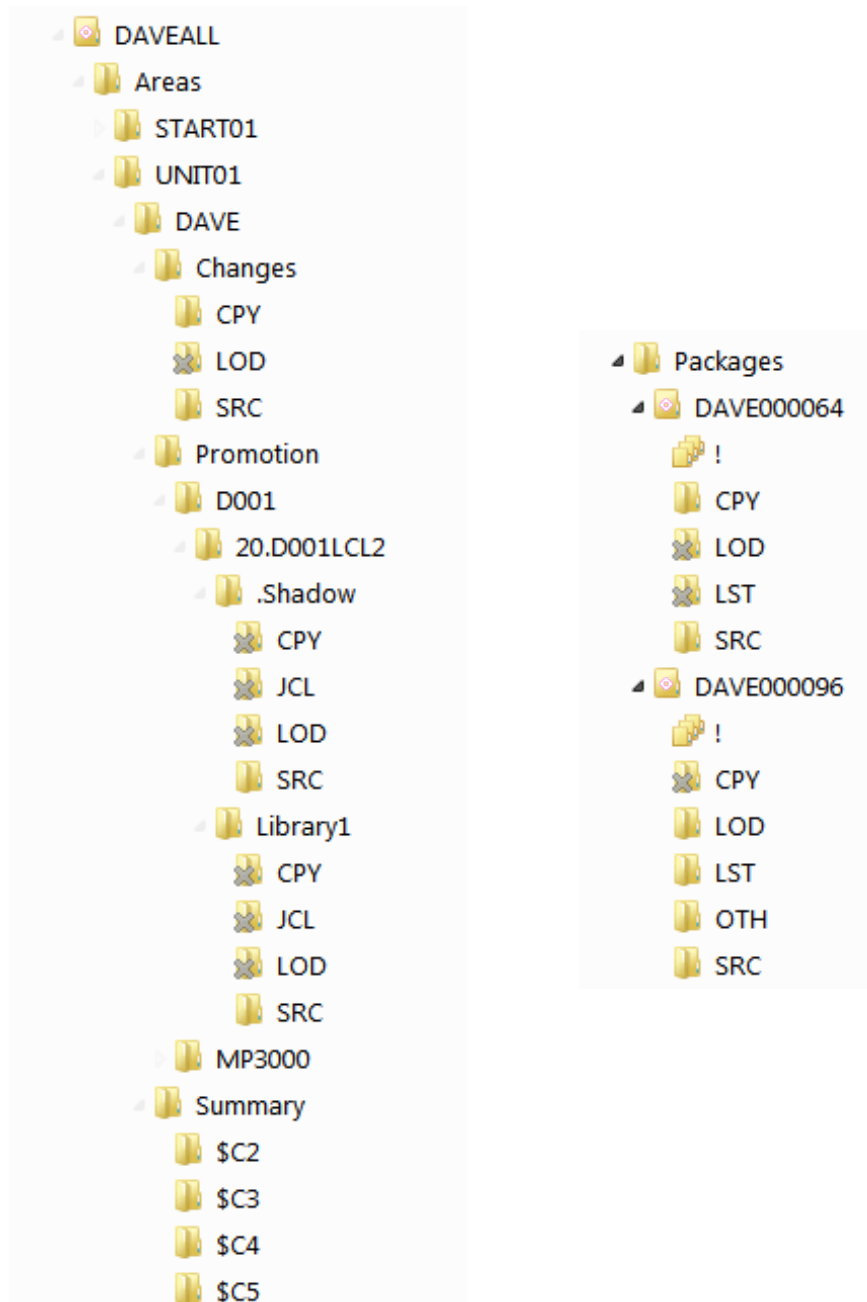 DAVEALL
Areas
START01
UNIT01
DAVE
Changes
CPY
LOD
SRC
Promotion
D001
20.D001LCL2
.Shadow
CPY
JCL
LOD
SRC
Library1
CPY
JCL
LOD
SRC
MP3000
Summary
$C2
$C3
$C4
$C5
Packages
DAVE000064
!
CPY
LOD
LST
SRC
DAVE000096
!
CPY
LOD
LST
OTH
SRC